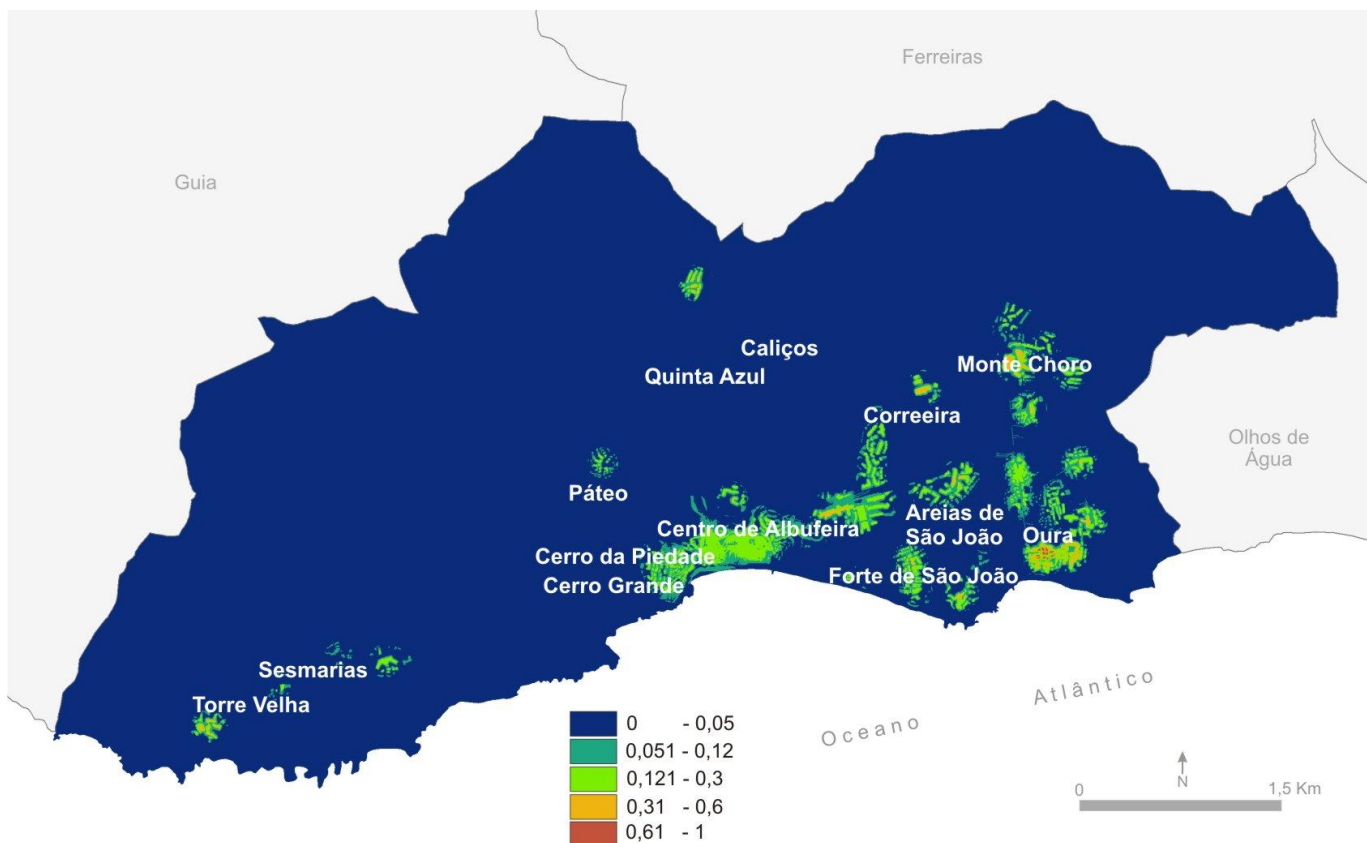 Ferreiras
Guia
Caliços
Quinta Azul
Monte Choro
Correeira
Olhos de
Água
Páteo
Centro de Albufeira
Areias de
São João
Oura
Cerro da Piedade
Cerro Grande
Forte de São João
Sesmarias
Torre Velha
Oceano Atlântico
0 - 0,05
0,051 - 0,12
0,121 - 0,3
0,31 - 0,6
0,61 - 1
N
0 1,5 Km